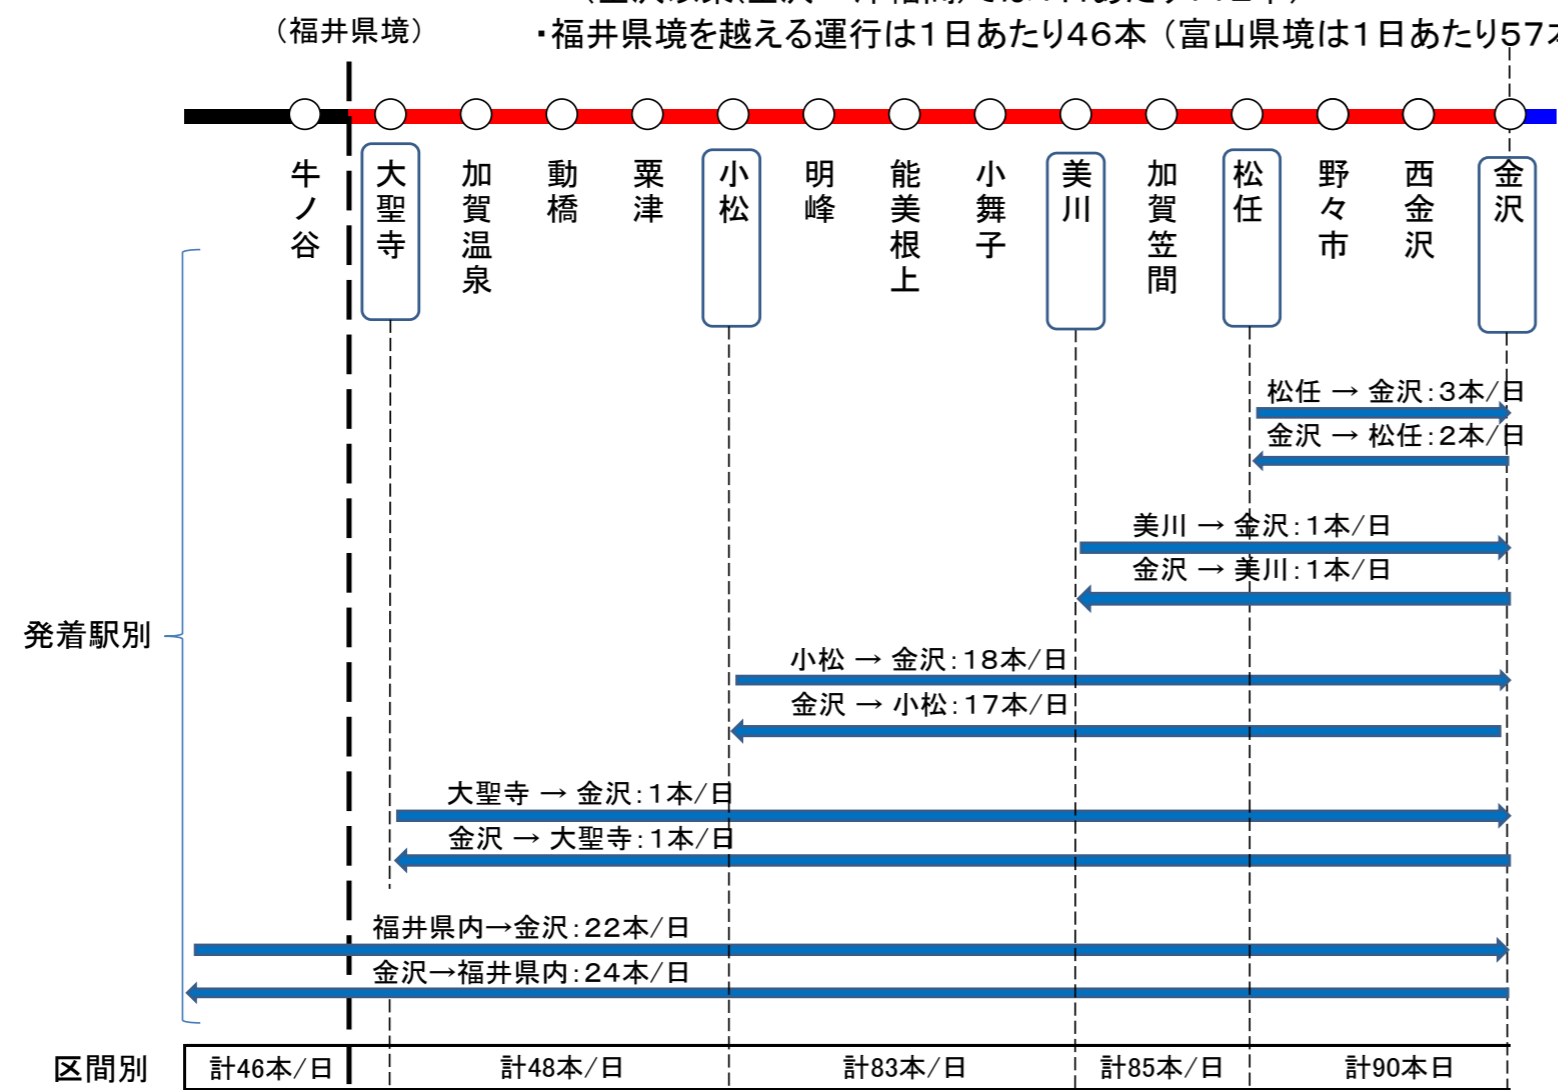 (福井県境)
・福井県境を越える運行は1日あたり46本(富山県境は1日あたり57本
牛ノ谷
大聖寺
加賀温泉
動橋
粟津
小松
明峰
能美根上
小舞子
美川
加賀笠間
松任
野々市
西金沢
金沢
松任 → 金沢:3本/日
金沢 → 松任:2本/日
美川 → 金沢:1本/日
金沢 → 美川:1本/日
発着駅別
小松 → 金沢:18本/日
金沢 → 小松:17本/日
大聖寺 → 金沢:1本/日
金沢 → 大聖寺:1本/日
福井県内→金沢:22本/日
金沢→福井県内:24本/日
区間別 計46本/日 計48本/日 計83本/日 計85本/日 計90本日